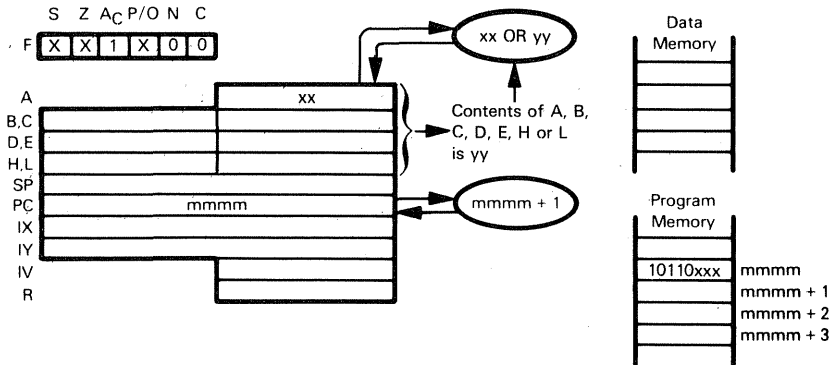 S Z AC P/O N C
F X X 1 X 0 0
xx OR yy
Data
Memory
A xx
B,C
D,E
H,L
Contents of A, B,
C, D, E, H or L
is yy
SP
PC mmmm
mmmm + 1
IX
IY
IV
R
Program
Memory
10110xxx mmmm
mmmm + 1
mmmm + 2
mmmm + 3